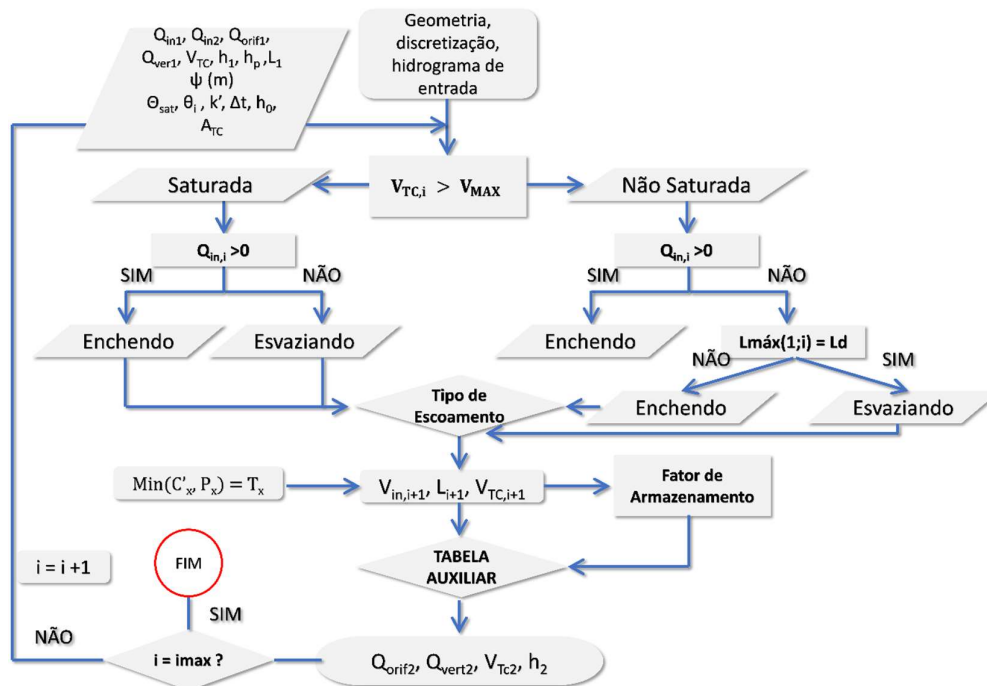 Q_in1, Q_in2, Q_orif1,
Q_ver1, V_TC, h_1, h_p, L_1
ψ (m)
Θ_sat, θ_i , k’, Δt, h_0,
A_TC
Geometria,
discretização,
hidrograma de
entrada
V_TC,i > V_MAX
Saturada
Não Saturada
Q_in,i >0
Q_in,i >0
SIM
NÃO
SIM
NÃO
Enchendo
Esvaziando
Enchendo
Lmáx(1;i) = Ld
NÃO
SIM
Tipo de
Escoamento
Enchendo
Esvaziando
Min(C’_x, P_x) = T_x
V_in,i+1, L_i+1, V_TC,i+1
Fator de
Armazenamento
TABELA
AUXILIAR
i = i +1
FIM
SIM
NÃO
i = imax ?
Q_orif2, Q_vert2, V_Tc2, h_2